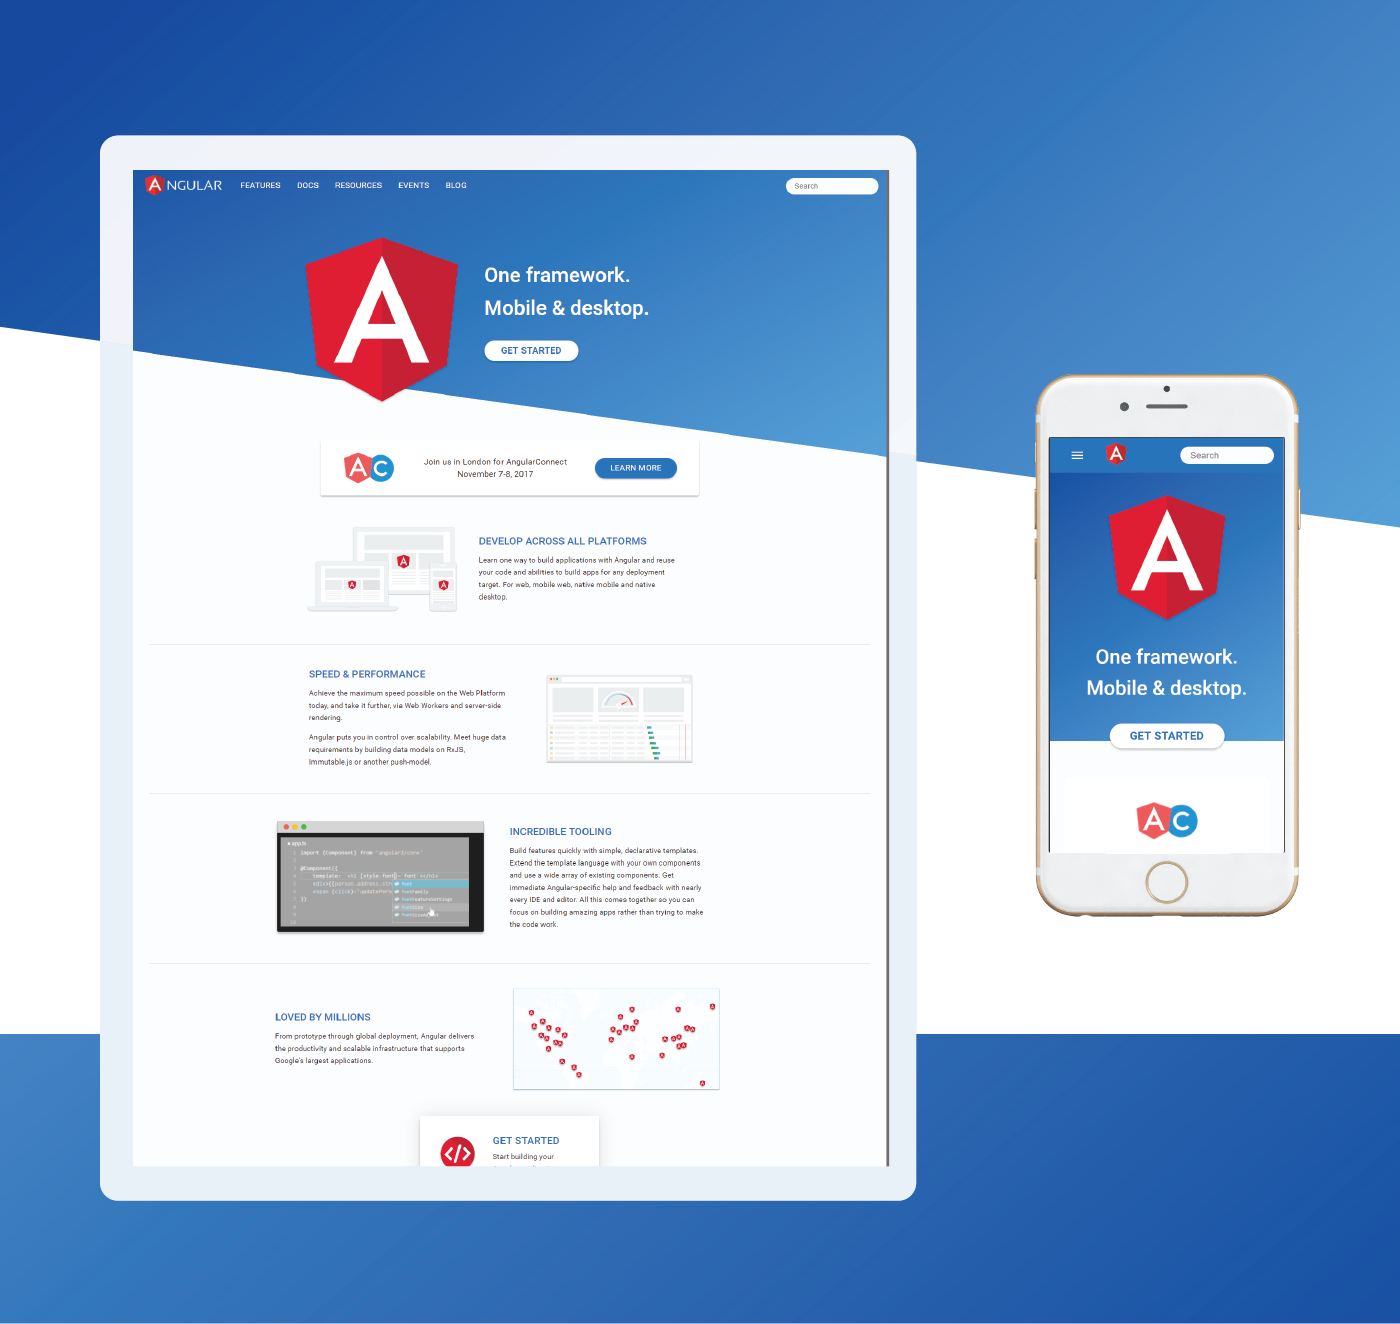 ANGULAR
FEATURES
DOCS
RESOURCES
EVENTS
BLOG
Search
One framework.
Mobile & desktop.
GET STARTED
AC
Join us in London for AngularConnect
November 7-8, 2017
LEARN MORE
DEVELOP ACROSS ALL PLATFORMS
Learn one way to build applications with Angular and reuse
your code and abilities to build apps for any deployment
target. For web, mobile web, native mobile and native
desktop.
SPEED & PERFORMANCE
Achieve the maximum speed possible on the Web Platform
today, and take it further, via Web Workers and server-side
rendering.
Angular puts you in control over scalability. Meet huge data
requirements by building data models on RxJS,
Immutable.js or another push-model.
import {Component} from 'angular2/core'
@Component({
INCREDIBLE TOOLING
Build features quickly with simple, declarative templates.
Extend the template language with your own components
and use a wide array of existing components. Get
immediate Angular-specific help and feedback with nearly
every IDE and editor. All this comes together so you can
focus on building amazing apps rather than trying to make
the code work.
LOVED BY MILLIONS
From prototype through global deployment, Angular delivers
the productivity and scalable infrastructure that supports
Google's largest applications.
GET STARTED
Start building your
A
Search
A
One framework.
Mobile & desktop.
GET STARTED
AC